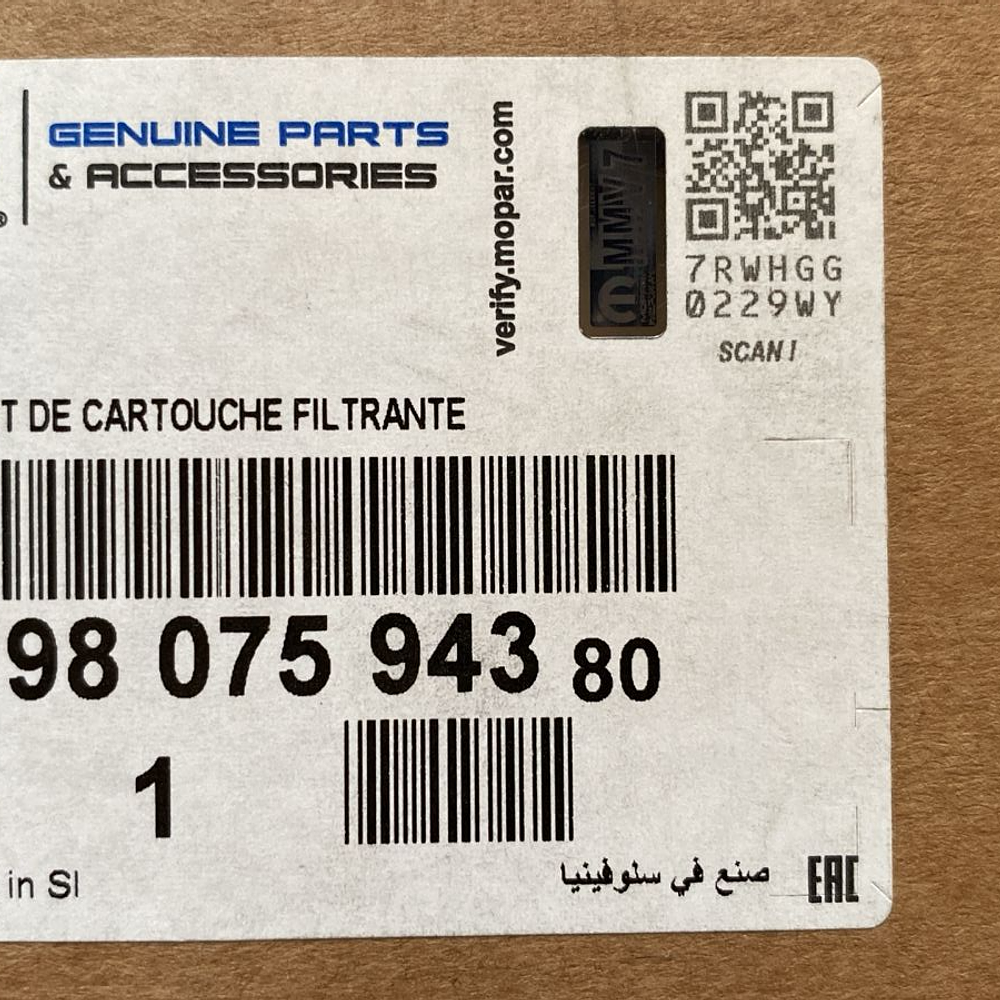 GENUINE PARTS
& ACCESSORIES
®
verify.mopar.com
7RWHGG
0229WY
SCAN!
T DE CARTOUCHE FILTRANTE
98 075 943 80
1
in SI
صنع في سلوفينيا
EAC